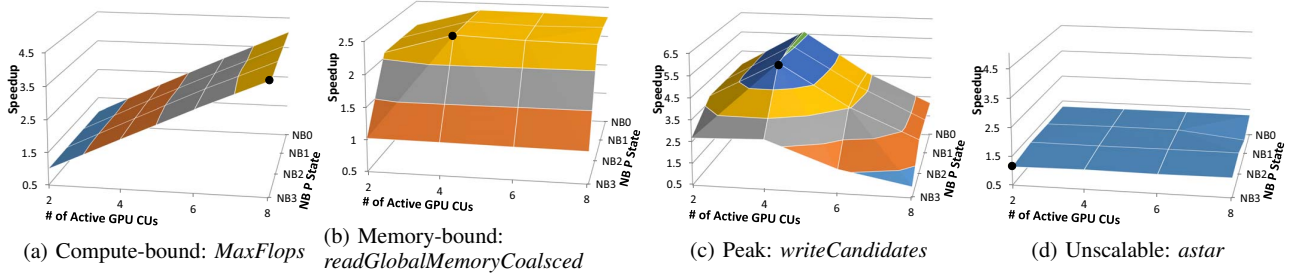 Speedup
4.5
3.5
2.5
1.5
0.5
2
4
6
8
# of Active GPU CUs
NB0
NB1
NB2
NB3
NB P State
(a) Compute-bound: MaxFlops
Speedup
2.5
2
1.5
1
0.5
2
4
6
8
# of Active GPU CUs
NB0
NB1
NB2
NB3
NB P State
(b) Memory-bound:
readGlobalMemoryCoalsced
Speedup
6.5
5.5
4.5
3.5
2.5
1.5
0.5
2
4
6
8
# of Active GPU CUs
NB0
NB1
NB2
NB3
NB P State
(c) Peak: writeCandidates
Speedup
4.5
3.5
2.5
1.5
0.5
2
4
6
8
# of Active GPU CUs
NB0
NB1
NB2
NB3
NB P State
(d) Unscalable: astar